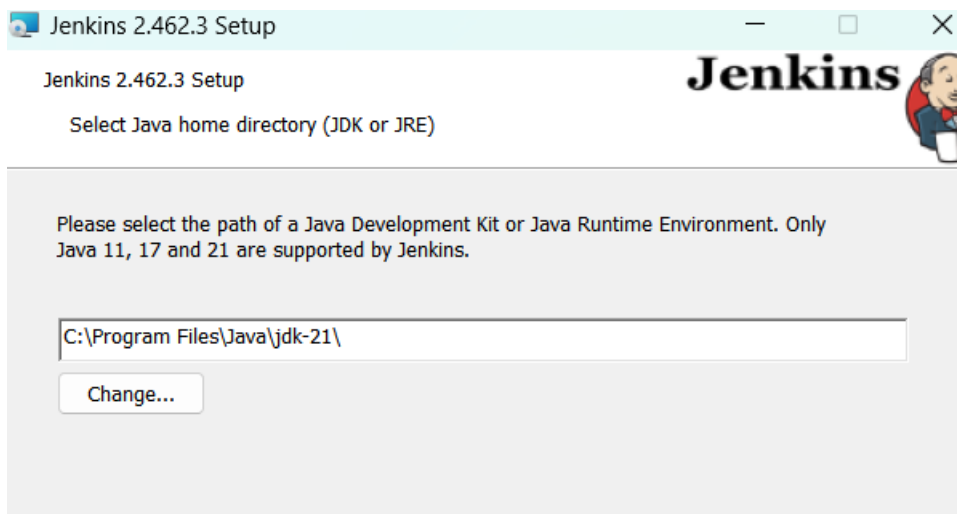 Jenkins 2.462.3 Setup
Jenkins 2.462.3 Setup
Jenkins
Select Java home directory (JDK or JRE)
Please select the path of a Java Development Kit or Java Runtime Environment. Only
Java 11, 17 and 21 are supported by Jenkins.
C:\Program Files\Java\jdk-21\
Change...